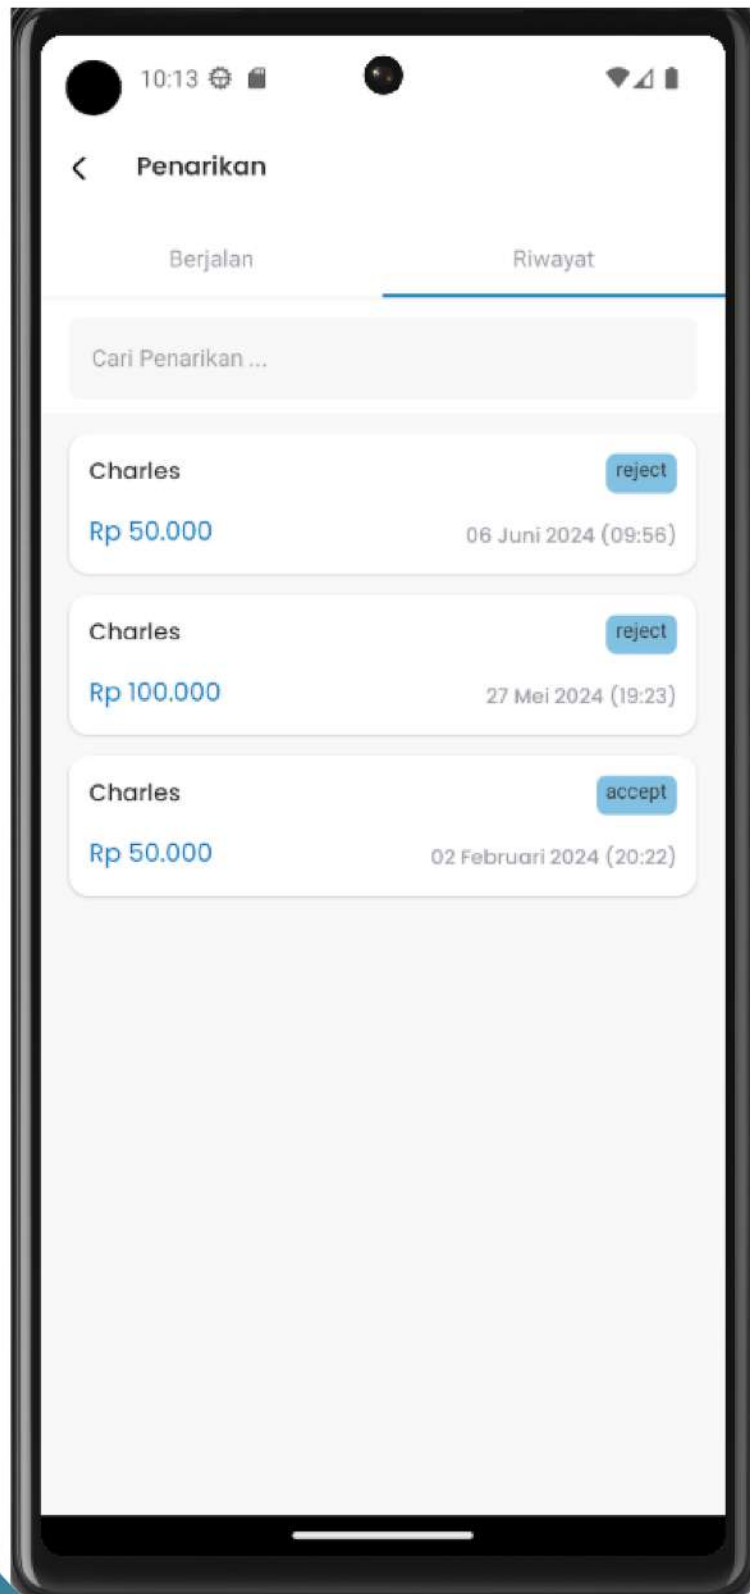 10:13
Penarikan
Berjalan Riwayat
Cari Penarikan ...
Charles reject
Rp 50.000 06 Juni 2024 (09:56)
Charles reject
Rp 100.000 27 Mei 2024 (19:23)
Charles accept
Rp 50.000 02 Februari 2024 (20:22)